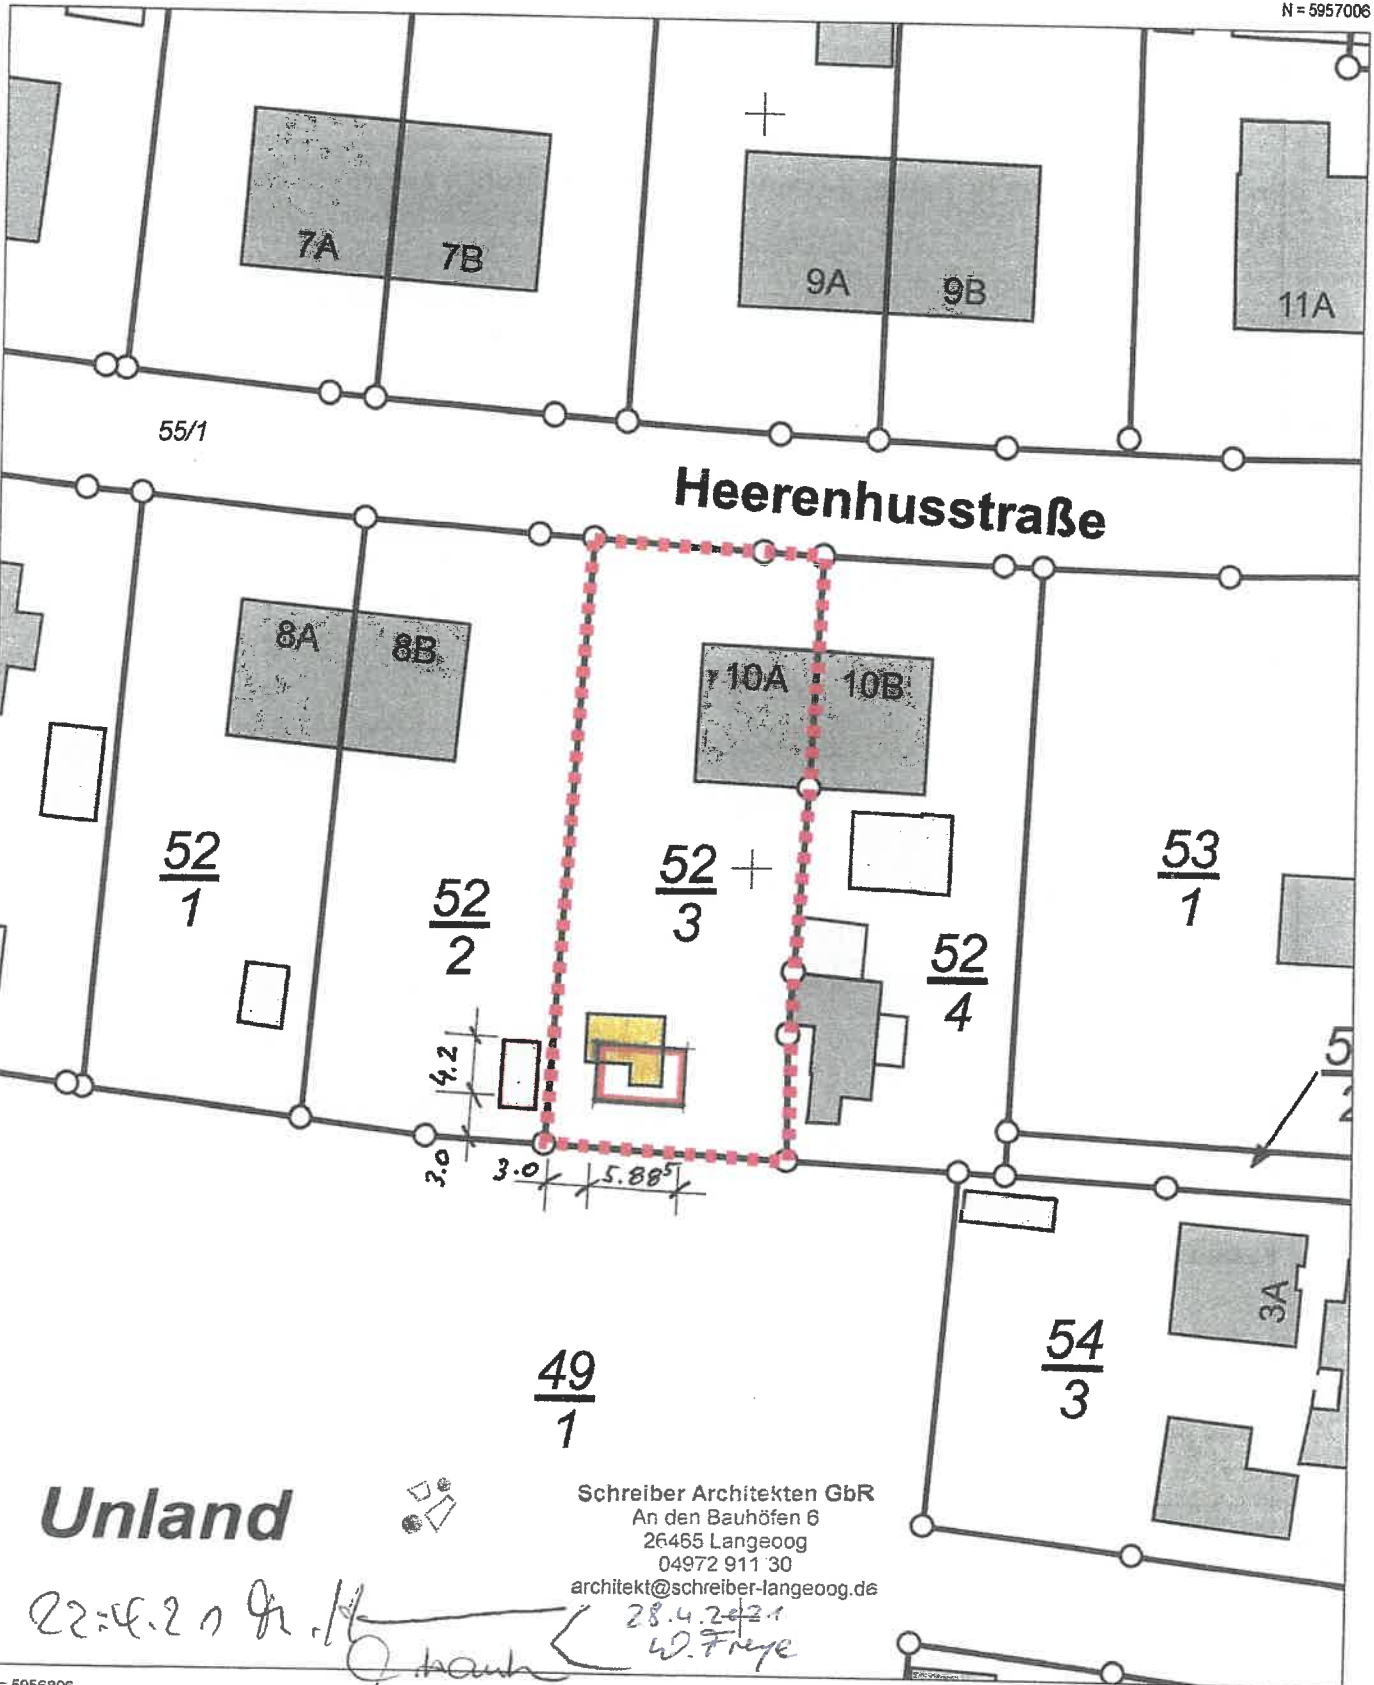 N = 5957006
7A
7B
9A
9B
11A
55/1
Heerenhusstraße
8A
8B
10A
10B
52
1
52
2
52
3
52
4
53
1
4.2
3.0
3.0
5.88⁵
49
1
54
3
3A
Unland
Schreiber Architekten GbR
An den Bauhöfen 6
26465 Langeoog
04972 911 30
architekt@schreiber-langeoog.de
28.4.2021
W. Freye
22.4.21